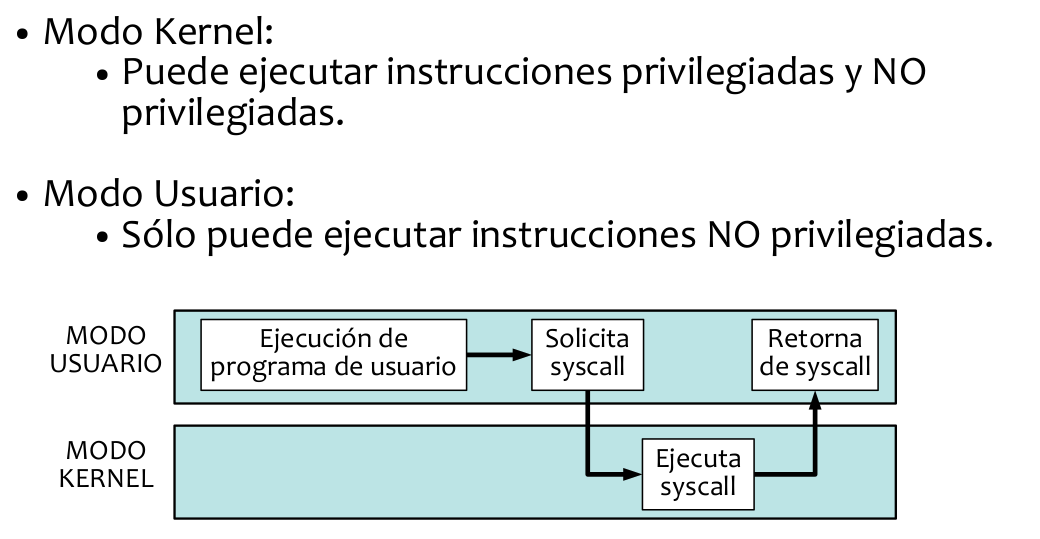 • Modo Kernel:
• Puede ejecutar instrucciones privilegiadas y NO
privilegiadas.
• Modo Usuario:
• Sólo puede ejecutar instrucciones NO privilegiadas.
MODO
USUARIO
Ejecución de
programa de usuario
Solicita
syscall
Retorna
de syscall
MODO
KERNEL
Ejecuta
syscall